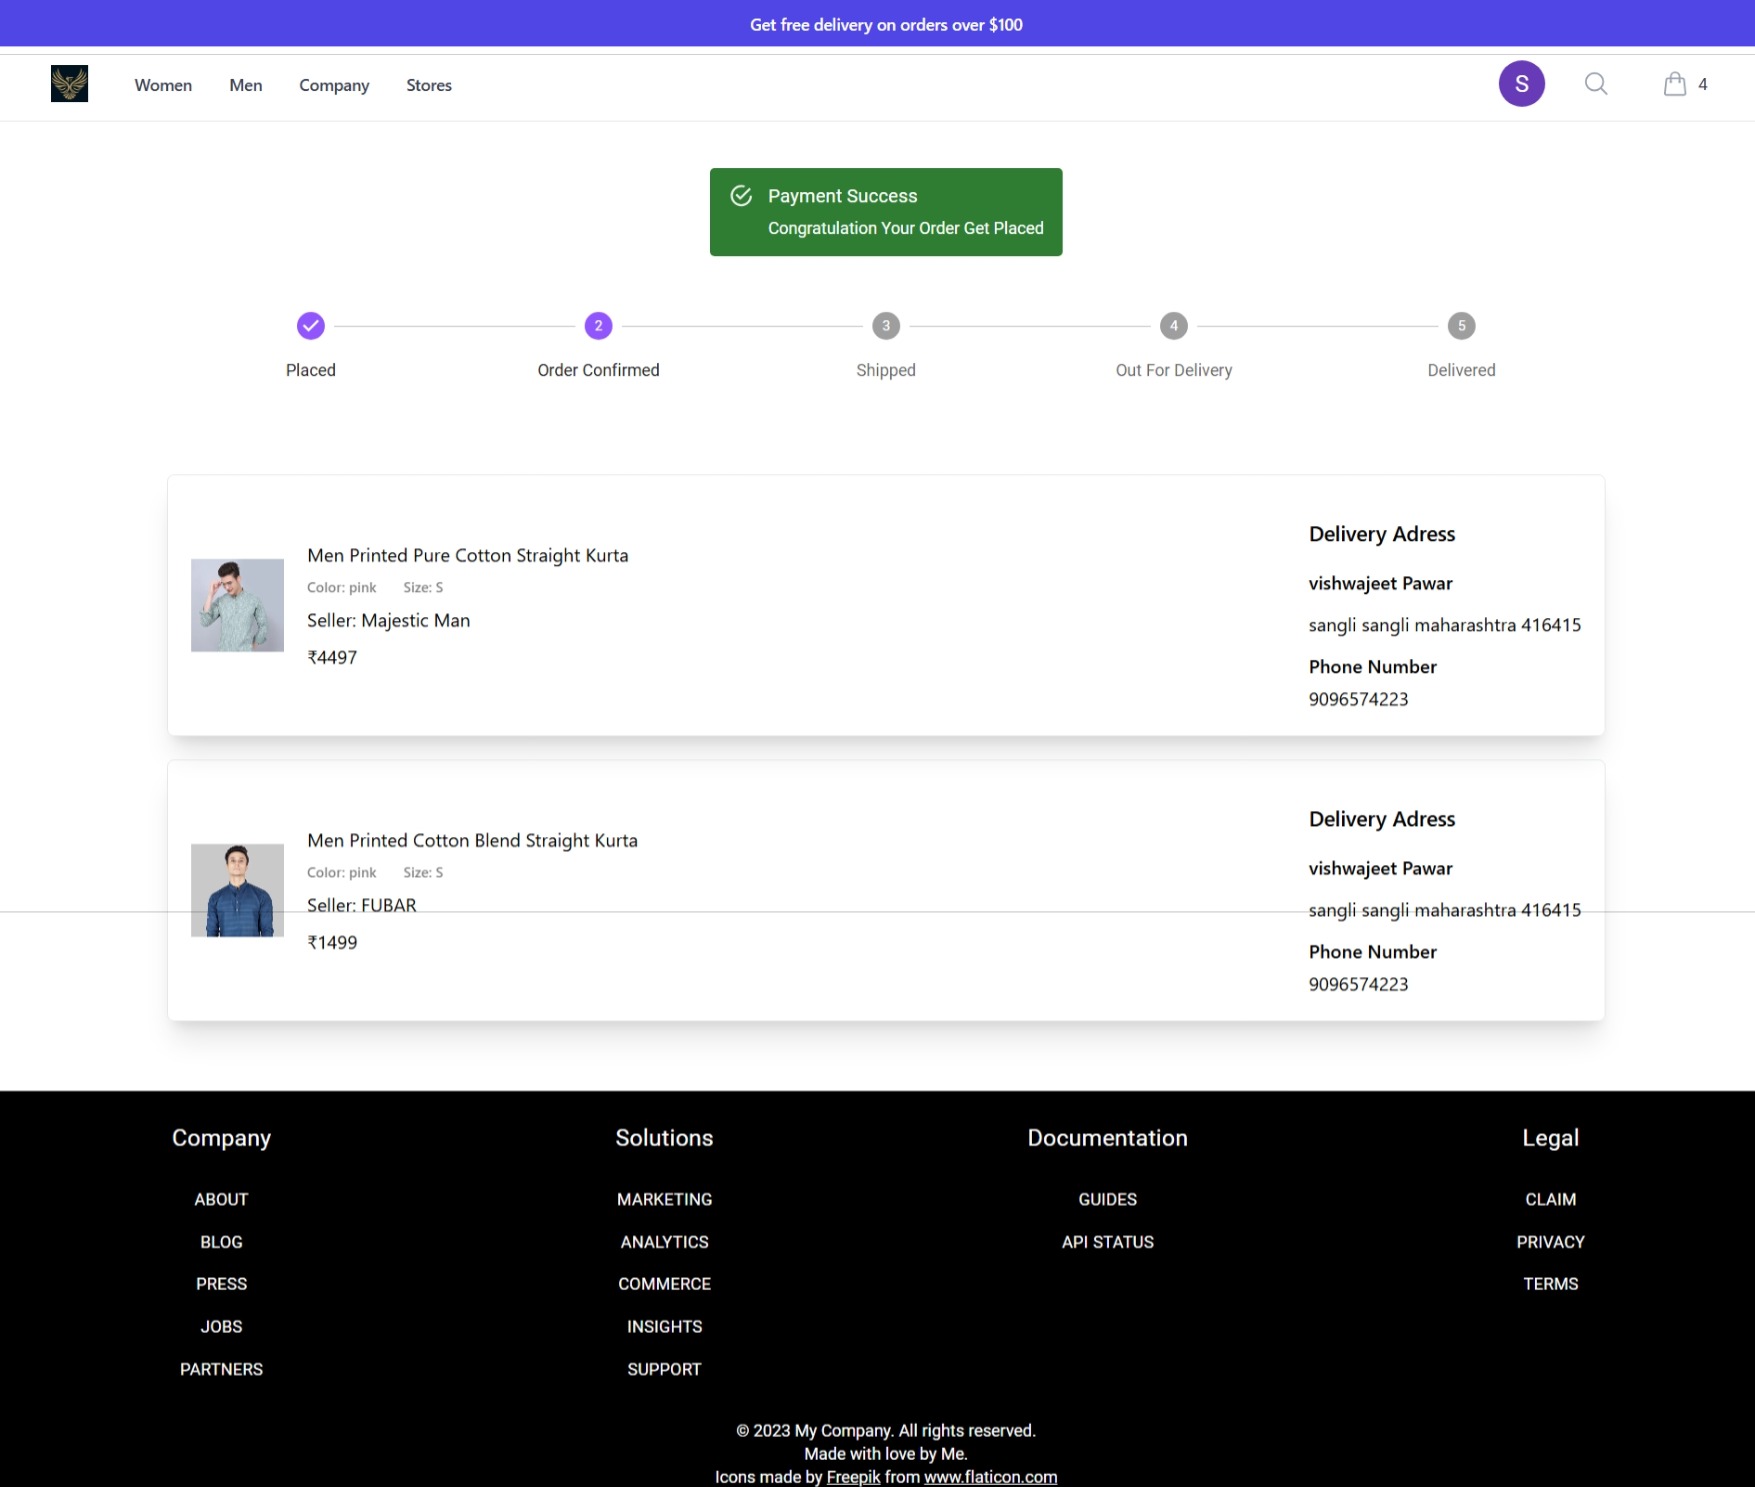 Get free delivery on orders over $100
Women Men Company Stores S 4
Payment Success
Congratulation Your Order Get Placed
2 3 4 5
Placed Order Confirmed Shipped Out For Delivery Delivered
Men Printed Pure Cotton Straight Kurta
Color: pink Size: S
Seller: Majestic Man
₹4497
Delivery Adress
vishwajeet Pawar
sangli sangli maharashtra 416415
Phone Number
9096574223
Men Printed Cotton Blend Straight Kurta
Color: pink Size: S
Seller: FUBAR
₹1499
Delivery Adress
vishwajeet Pawar
sangli sangli maharashtra 416415
Phone Number
9096574223
Company
ABOUT
BLOG
PRESS
JOBS
PARTNERS
Solutions
MARKETING
ANALYTICS
COMMERCE
INSIGHTS
SUPPORT
Documentation
GUIDES
API STATUS
Legal
CLAIM
PRIVACY
TERMS
© 2023 My Company. All rights reserved.
Made with love by Me.
Icons made by Freepik from www.flaticon.com